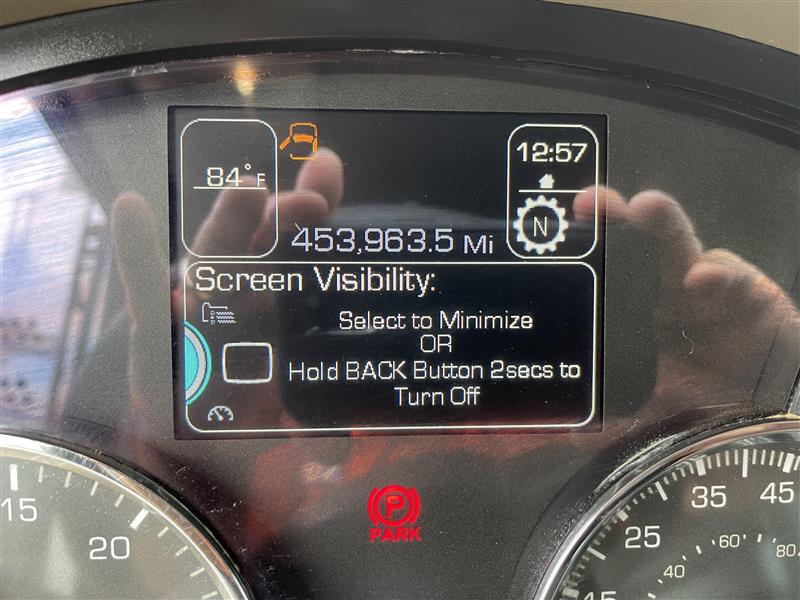 84°F
12:57
N
453,963.5 Mi
Screen Visibility:
Select to Minimize
OR
Hold BACK Button 2secs to
Turn Off
P
PARK
15
20
15
25
35
45
40
60
80